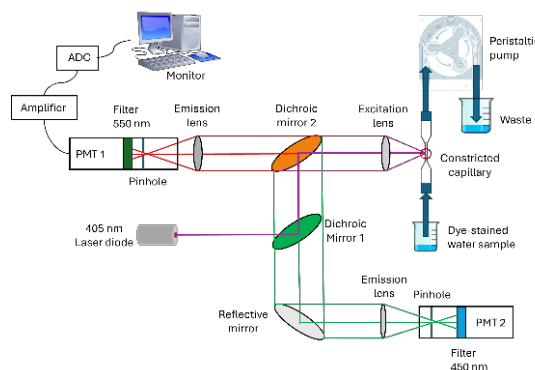 Peristaltic
pump
ADC
Monitor
Amplifier
Waste
Filter
550 nm
Emission
lens
Dichroic
mirror 2
Excitation
lens
PMT 1
Constricted
capillary
Pinhole
405 nm
Laser diode
Dichroic
Mirror 1
Dye-stained
water sample
Emission
lens
Pinhole
Reflective
mirror
PMT 2
Filter
450 nm